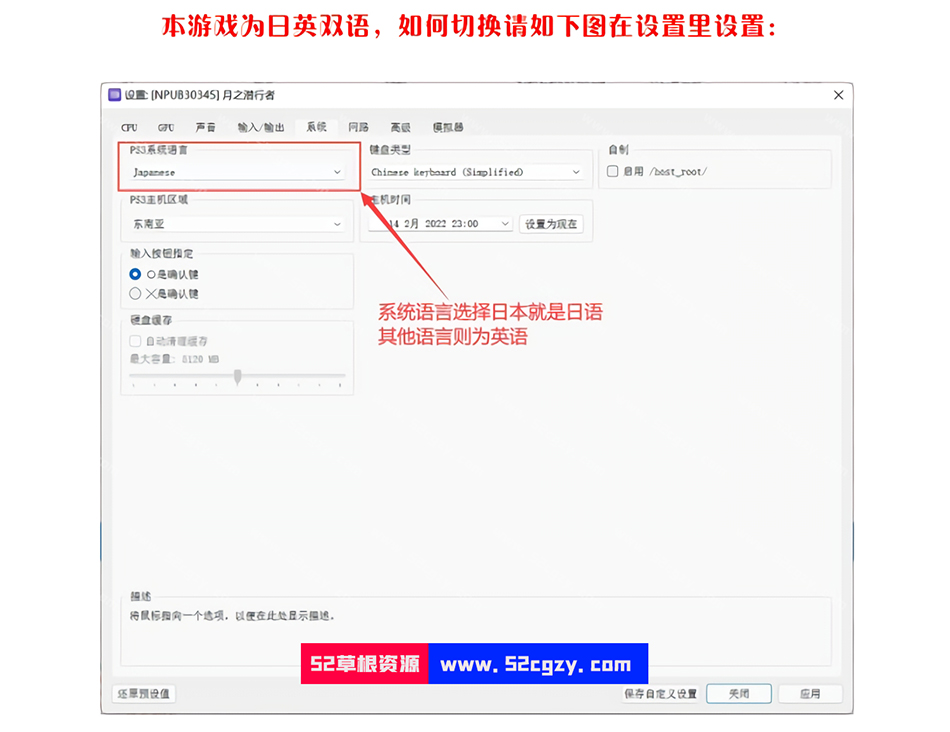 本游戏为日英双语，如何切换请如下图在设置里设置：
设置: [NPUB30345] 月之潜行者
CPU GPU 声音 输入/输出 系统 网络 高级 模拟器
PS3系统语言 键盘类型 自制
Japanese Chinese keyboard (Simplified) 启用 /host_root/
PS3主机区域 主机时间
东南亚 14 2月 2022 23:00 设置为现在
输入按钮指定
○是确认键
╳是确认键
系统语言选择日本就是日语
其他语言则为英语
硬盘缓存
自动清理缓存
最大容量: 5120 MB
描述
将鼠标指向一个选项，以便在此处显示描述。
52草根资源 www.52cgzy.com
还原预设值 保存自定义设置 关闭 应用